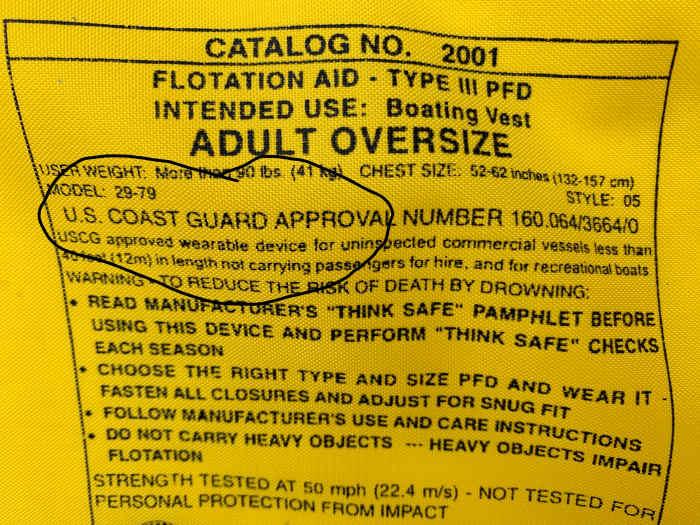 CATALOG NO. 2001
FLOTATION AID - TYPE III PFD
INTENDED USE: Boating Vest
ADULT OVERSIZE
USER WEIGHT: More than 90 lbs. (41 kg) CHEST SIZE: 52-62 inches (132-157 cm)
MODEL: 29-79 STYLE: 05
U.S. COAST GUARD APPROVAL NUMBER 160.064/3664/0
USCG approved wearable device for uninspected commercial vessels less than
40 feet (12m) in length not carrying passengers for hire, and for recreational boats
WARNING - TO REDUCE THE RISK OF DEATH BY DROWNING:
• READ MANUFACTURER'S "THINK SAFE" PAMPHLET BEFORE
USING THIS DEVICE AND PERFORM "THINK SAFE" CHECKS
EACH SEASON
• CHOOSE THE RIGHT TYPE AND SIZE PFD AND WEAR IT -
FASTEN ALL CLOSURES AND ADJUST FOR SNUG FIT
• FOLLOW MANUFACTURER'S USE AND CARE INSTRUCTIONS
• DO NOT CARRY HEAVY OBJECTS --- HEAVY OBJECTS IMPAIR
FLOTATION
STRENGTH TESTED AT 50 mph (22.4 m/s) - NOT TESTED FOR
PERSONAL PROTECTION FROM IMPACT